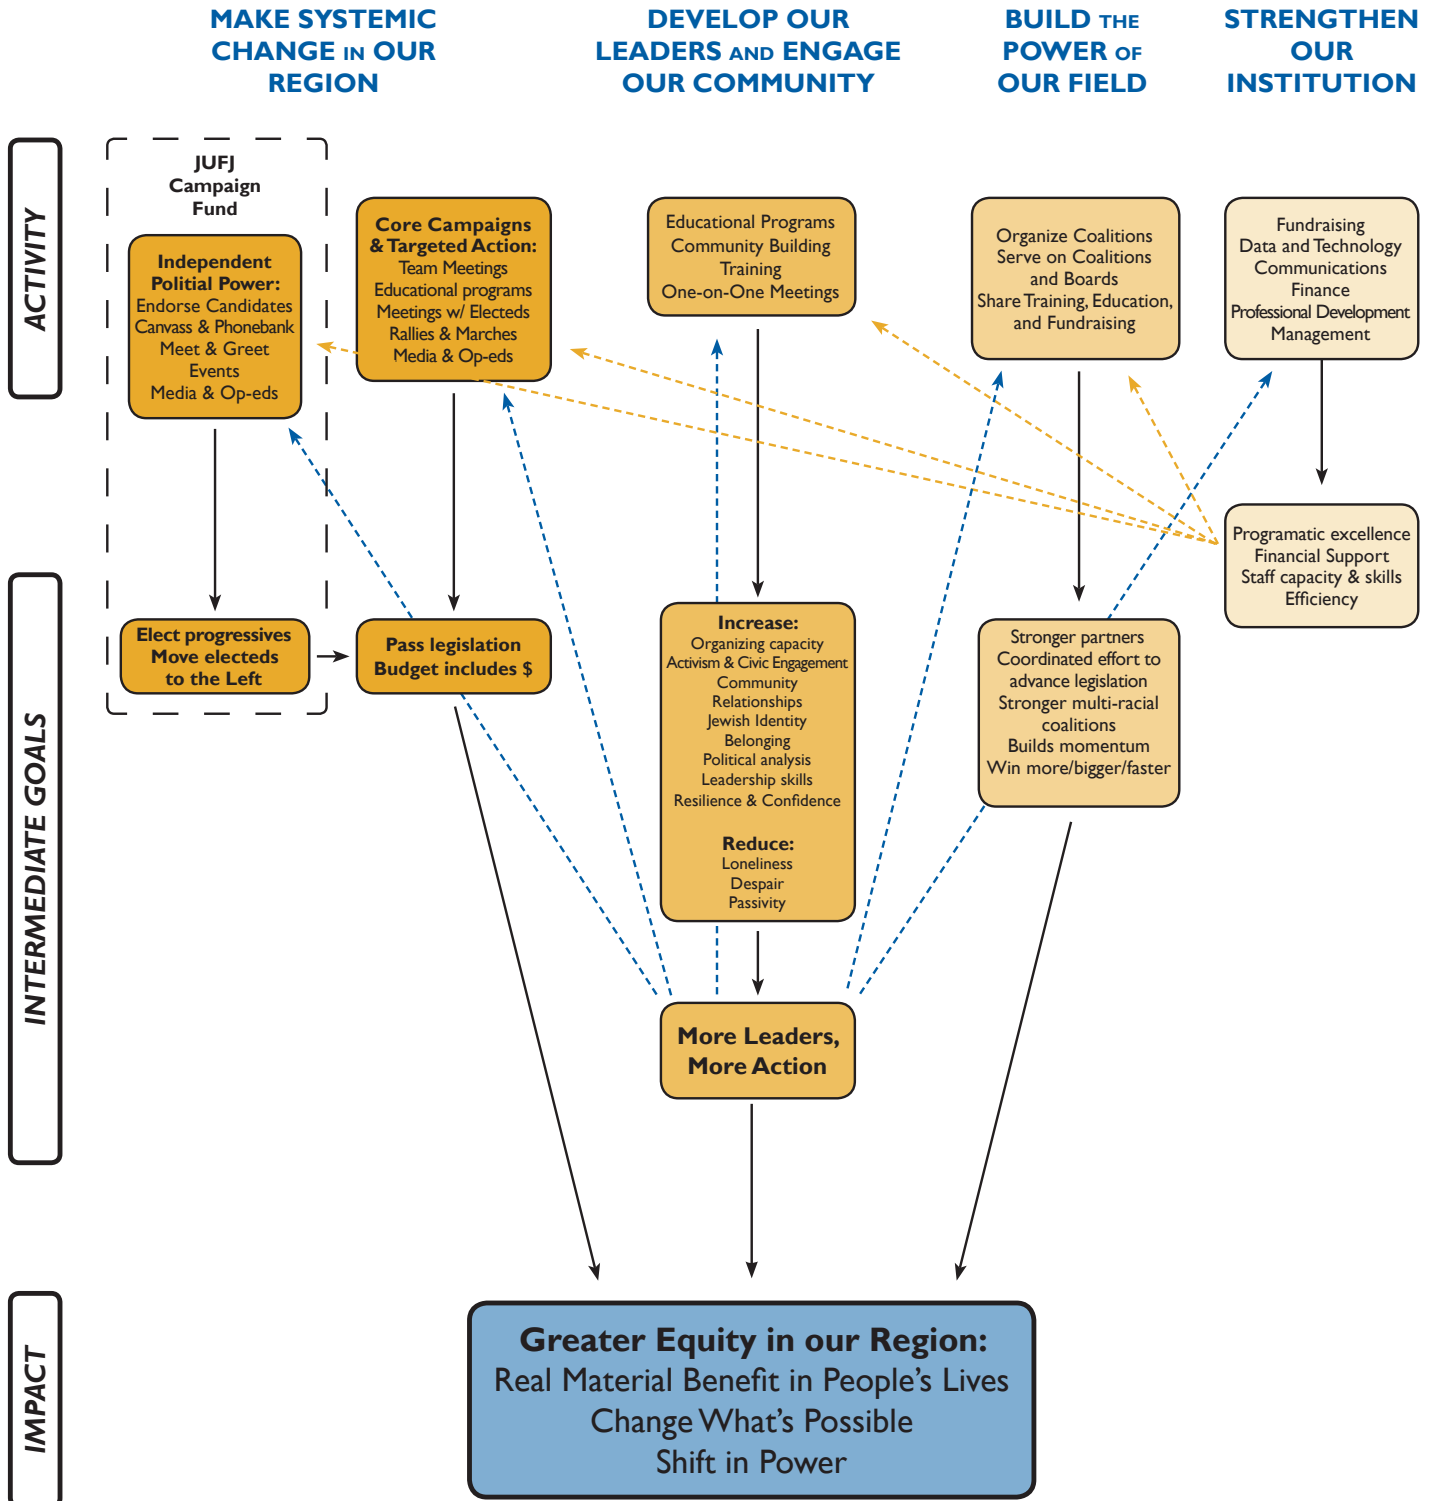 MAKE SYSTEMIC
CHANGE IN OUR
REGION
DEVELOP OUR
LEADERS AND ENGAGE
OUR COMMUNITY
BUILD THE
POWER OF
OUR FIELD
STRENGTHEN
OUR
INSTITUTION
ACTIVITY
JUFJ
Campaign
Fund
Independent
Politial Power:
Endorse Candidates
Canvass & Phonebank
Meet & Greet
Events
Media & Op-eds
Core Campaigns
& Targeted Action:
Team Meetings
Educational programs
Meetings w/ Electeds
Rallies & Marches
Media & Op-eds
Educational Programs
Community Building
Training
One-on-One Meetings
Organize Coalitions
Serve on Coalitions
and Boards
Share Training, Education,
and Fundraising
Fundraising
Data and Technology
Communications
Finance
Professional Development
Management
INTERMEDIATE GOALS
Elect progressives
Move electeds
to the Left
Pass legislation
Budget includes $
Increase:
Organizing capacity
Activism & Civic Engagement
Community
Relationships
Jewish Identity
Belonging
Political analysis
Leadership skills
Resilience & Confidence
Reduce:
Loneliness
Despair
Passivity
More Leaders,
More Action
Stronger partners
Coordinated effort to
advance legislation
Stronger multi-racial
coalitions
Builds momentum
Win more/bigger/faster
Programatic excellence
Financial Support
Staff capacity & skills
Efficiency
IMPACT
Greater Equity in our Region:
Real Material Benefit in People's Lives
Change What's Possible
Shift in Power